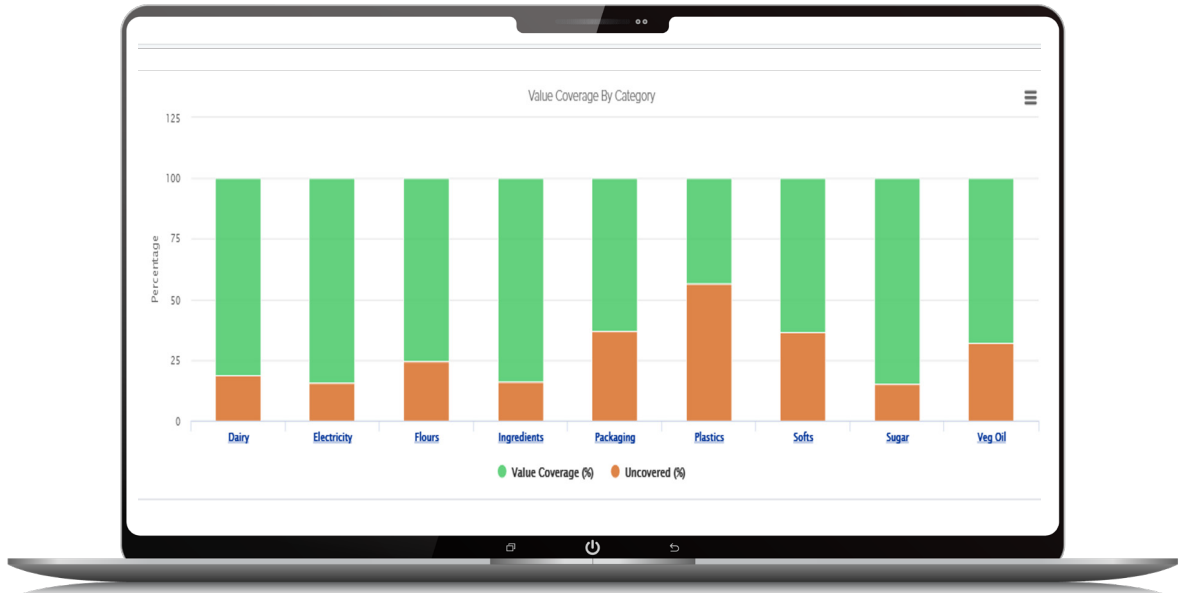 Value Coverage By Category
125
100
75
50
25
0
Percentage
Dairy Electricity Flours Ingredients Packaging Plastics Softs Sugar Veg Oil
Value Coverage (%) Uncovered (%)